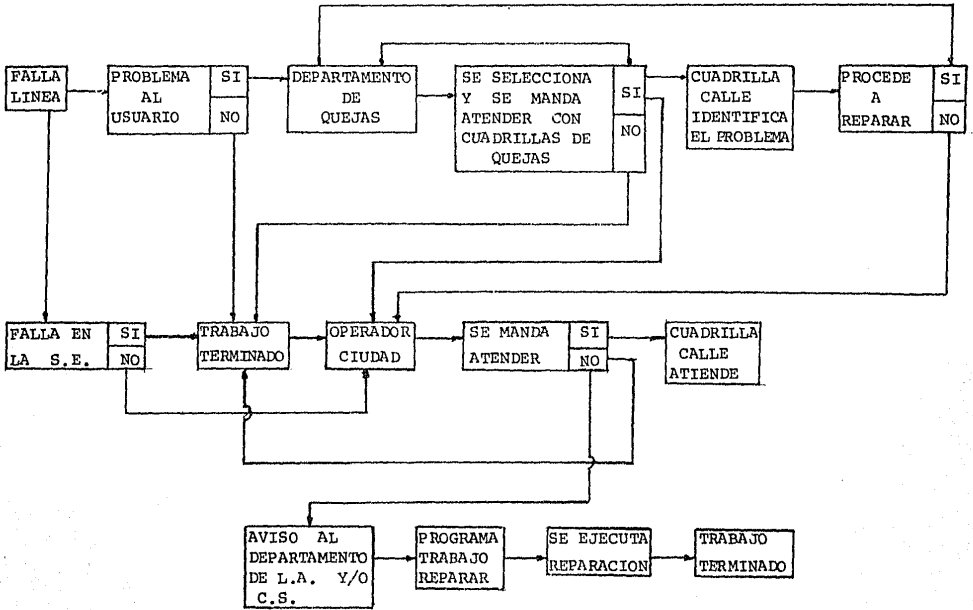 FALLA
LINEA
PROBLEMA
AL
USUARIO
SI
NO
DEPARTAMENTO
DE
QUEJAS
SE SELECCIONA
Y SE MANDA
ATENDER CON
CUADRILLAS DE
QUEJAS
SI
NO
CUADRILLA
CALLE
IDENTIFICA
EL PROBLEMA
PROCEDE
A
REPARAR
SI
NO
FALLA EN
LA S.E.
SI
NO
TRABAJO
TERMINADO
OPERADOR
CIUDAD
SE MANDA
ATENDER
SI
NO
CUADRILLA
CALLE
ATIENDE
AVISO AL
DEPARTAMENTO
DE L.A. Y/O
C.S.
PROGRAMA
TRABAJO
REPARAR
SE EJECUTA
REPARACION
TRABAJO
TERMINADO